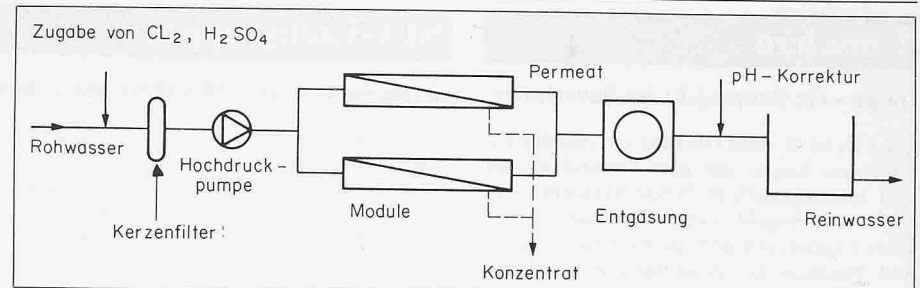 Zugabe von CL₂, H₂SO₄
Permeat
pH-Korrektur
Rohwasser
Hochdruck-
pumpe
Module
Entgasung
Reinwasser
Kerzenfilter
Konzentrat